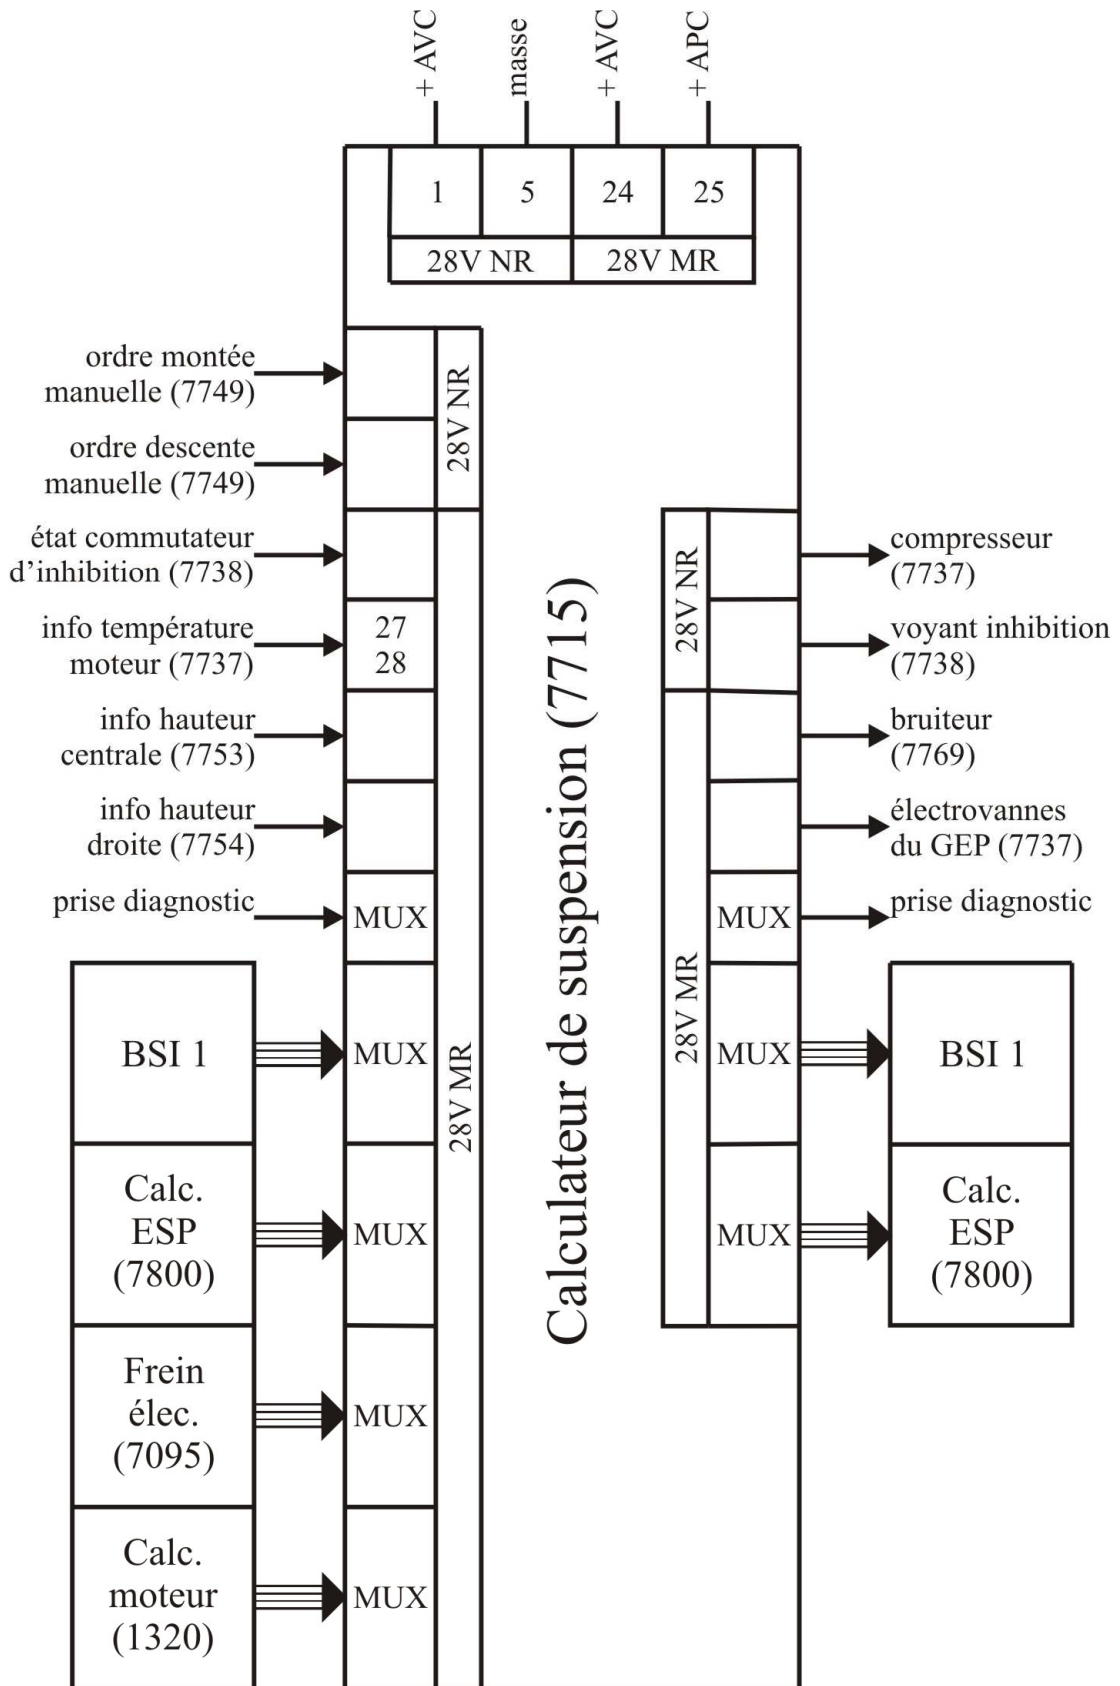 + AVC
masse
+ AVC
+ APC
1
5
24
25
28V NR
28V MR
ordre montée
manuelle (7749)
ordre descente
manuelle (7749)
28V NR
état commutateur
d'inhibition (7738)
info température
moteur (7737)
27
28
info hauteur
centrale (7753)
info hauteur
droite (7754)
prise diagnostic
MUX
BSI 1
MUX
Calc.
ESP
(7800)
MUX
Frein
élec.
(7095)
MUX
Calc.
moteur
(1320)
MUX
28V MR
Calculateur de suspension (7715)
28V NR
compresseur
(7737)
voyant inhibition
(7738)
28V MR
bruiteur
(7769)
électrovannes
du GEP (7737)
MUX
prise diagnostic
MUX
BSI 1
MUX
Calc.
ESP
(7800)